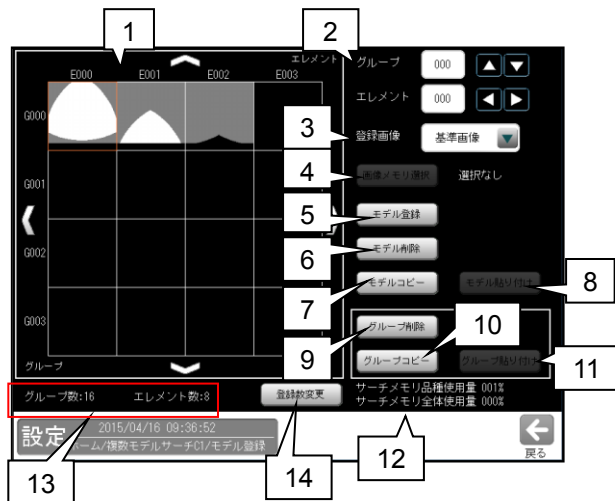 1
2
エレメント
E000 E001 E002 E003
グループ 000
エレメント 000
G000
3
登録画像 基準画像
4
画像メモリ選択 選択なし
G001
5
モデル登録
6
モデル削除
G002
7
モデルコピー モデル貼り付け
8
G003
9
グループ削除
10
グループコピー グループ貼り付け
11
グループ
グループ数:16 エレメント数:8
登録数変更
サーチメモリ品種使用量 001%
サーチメモリ全体使用量 000%
設定
2015/04/16 09:36:52
ホーム/複数モデルサーチC1/モデル登録
戻る
12
13
14